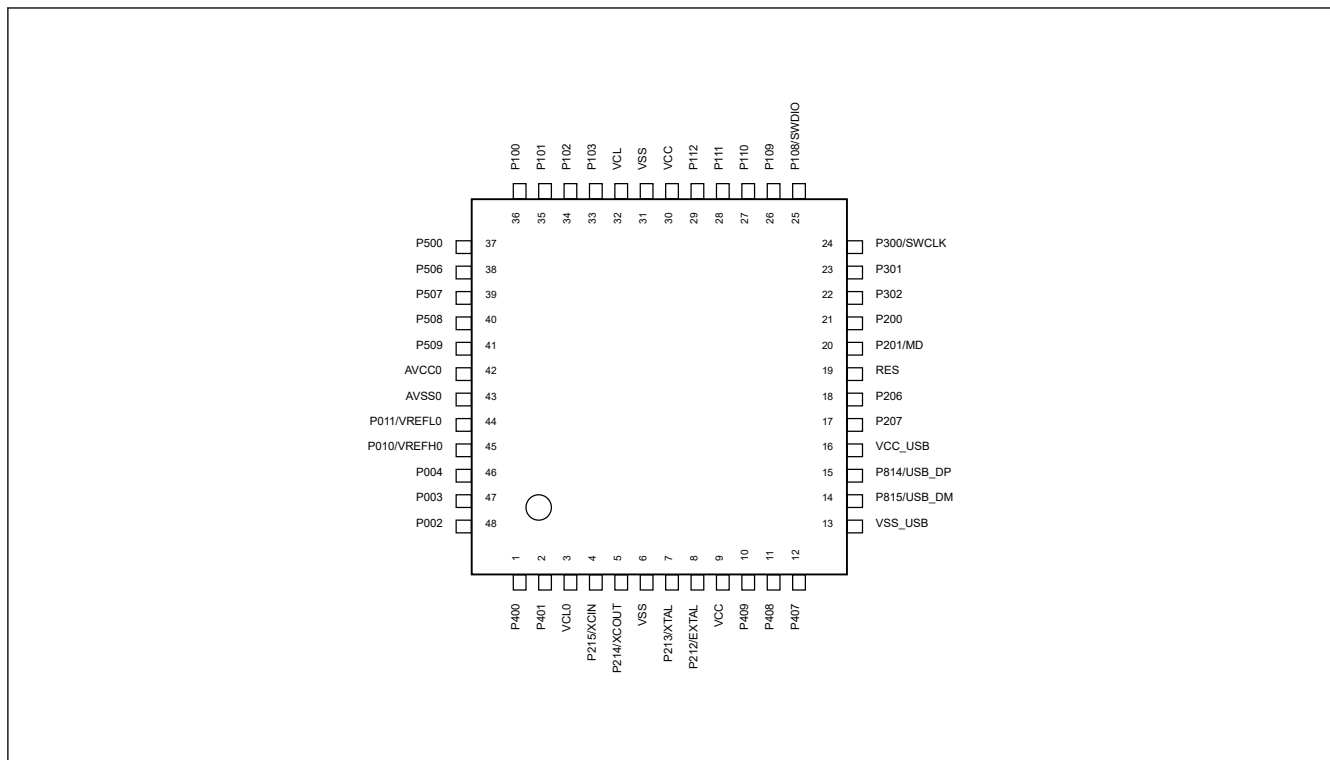 P100 P101 P102 P103 VCL VSS VCC P112 P111 P110 P109 P108/SWDIO
36 35 34 33 32 31 30 29 28 27 26 25
P500 37 24 P300/SWCLK
P506 38 23 P301
P507 39 22 P302
P508 40 21 P200
P509 41 20 P201/MD
AVCC0 42 19 RES
AVSS0 43 18 P206
P011/VREFL0 44 17 P207
P010/VREFH0 45 16 VCC_USB
P004 46 15 P814/USB_DP
P003 47 14 P815/USB_DM
P002 48 13 VSS_USB
1 2 3 4 5 6 7 8 9 10 11 12
P400 P401 VCL0 P215/XCIN P214/XCOUT VSS P213/XTAL P212/EXTAL VCC P409 P408 P407